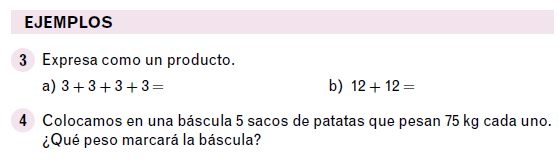 EJEMPLOS
3 Expresa como un producto.
a) 3 + 3 + 3 + 3 = b) 12 + 12 =
4 Colocamos en una báscula 5 sacos de patatas que pesan 75 kg cada uno.
¿Qué peso marcará la báscula?